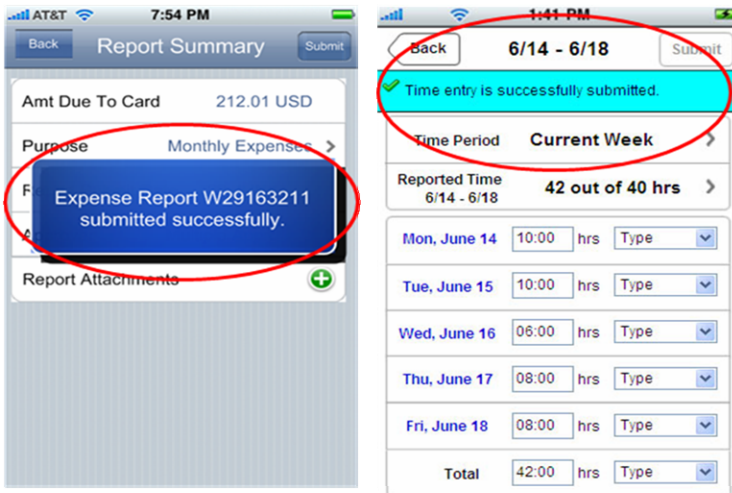 AT&T 7:54 PM
Back Report Summary Submit
Amt Due To Card 212.01 USD
Purpose Monthly Expenses
Expense Report W29163211
submitted successfully.
Report Attachments
1:41 PM
Back 6/14 - 6/18 Submit
Time entry is successfully submitted.
Time Period Current Week
Reported Time
6/14 - 6/18 42 out of 40 hrs
Mon, June 14 10:00 hrs Type
Tue, June 15 10:00 hrs Type
Wed, June 16 06:00 hrs Type
Thu, June 17 08:00 hrs Type
Fri, June 18 08:00 hrs Type
Total 42:00 hrs Type